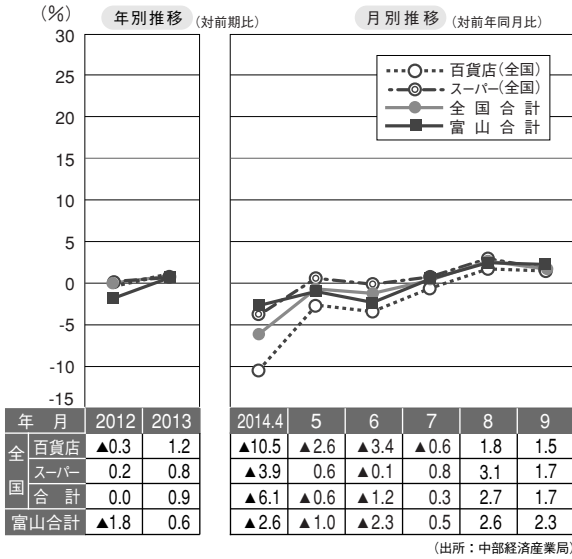 (%) 年別推移 (対前期比) 月別推移 (対前年同月比)
30
25
20
15
10
5
0
-5
-10
-15
百貨店(全国)
スーパー(全国)
全国合計
富山合計
年 月 2012 2013 2014.4 5 6 7 8 9
全国 百貨店 ▲0.3 1.2 ▲10.5 ▲2.6 ▲3.4 ▲0.6 1.8 1.5
スーパー 0.2 0.8 ▲3.9 0.6 ▲0.1 0.8 3.1 1.7
合計 0.0 0.9 ▲6.1 ▲0.6 ▲1.2 0.3 2.7 1.7
富山合計 ▲1.8 0.6 ▲2.6 ▲1.0 ▲2.3 0.5 2.6 2.3
(出所：中部経済産業局)